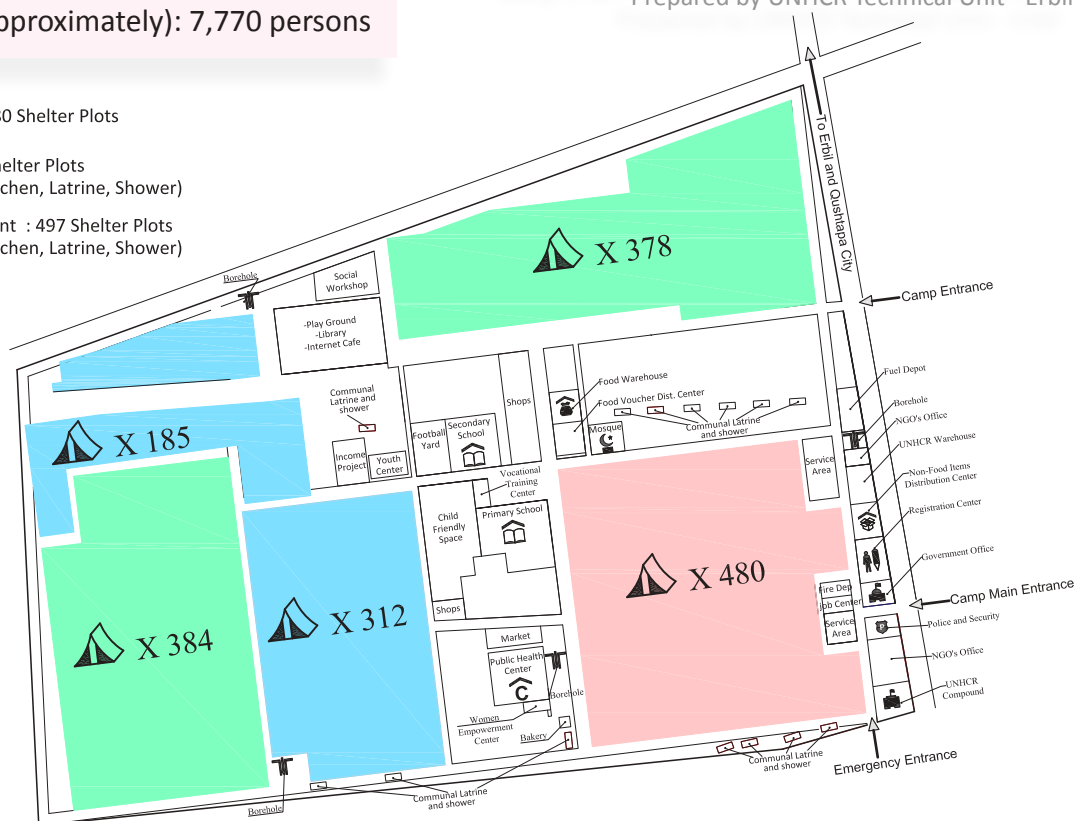 pproximately): 7,770 persons
Prepared by UNHCR Technical Unit - Erbil
80 Shelter Plots
helter Plots
chen, Latrine, Shower)
nt : 497 Shelter Plots
chen, Latrine, Shower)
To Erbil and Qushtapa City
X 378
Borehole
Social
Workshop
-Play Ground
-Library
-Internet Cafe
Camp Entrance
Communal
Latrine and
shower
Shops
Food Warehouse
Food Voucher Dist. Center
Communal Latrine
and shower
Fuel Depot
Borehole
NGO's Office
UNHCR Warehouse
Non-Food Items
Distribution Center
Registration Center
Government Office
X 185
Income
Project
Youth
Center
Football
Yard
Secondary
School
Mosque
Service
Area
Vocational
Training
Center
Child
Friendly
Space
Primary School
X 480
Fire Dep
Job Center
Service
Area
Camp Main Entrance
Police and Security
NGO's Office
UNHCR
Compound
X 384
X 312
Shops
Market
Public Health
Center
C
Borehole
Women
Empowerment
Center
Bakery
Communal Latrine
and shower
Emergency Entrance
Borehole
Communal Latrine
and shower